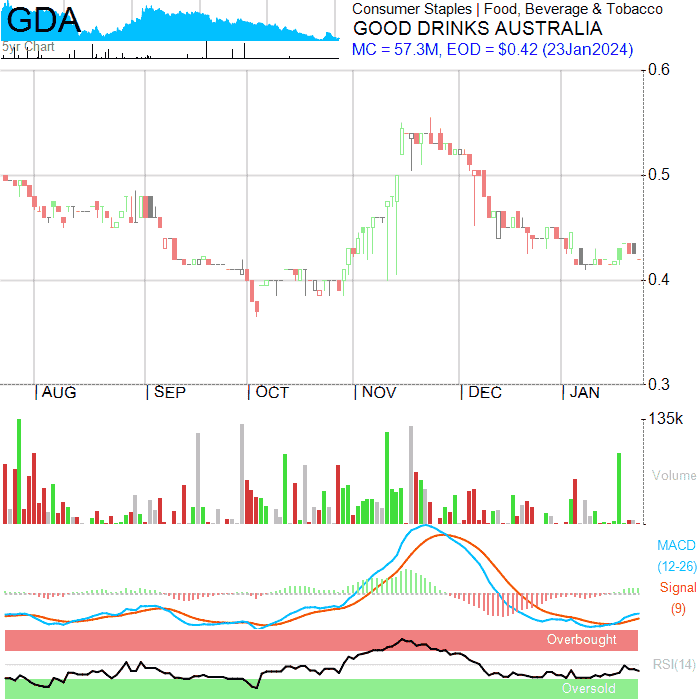 GDA
5yr Chart
Consumer Staples | Food, Beverage & Tobacco
GOOD DRINKS AUSTRALIA
MC = 57.3M, EOD = $0.42 (23Jan2024)
0.6
0.5
0.4
0.3
AUG SEP OCT NOV DEC JAN
135k
Volume
MACD
(12-26)
Signal
(9)
Overbought
RSI(14)
Oversold